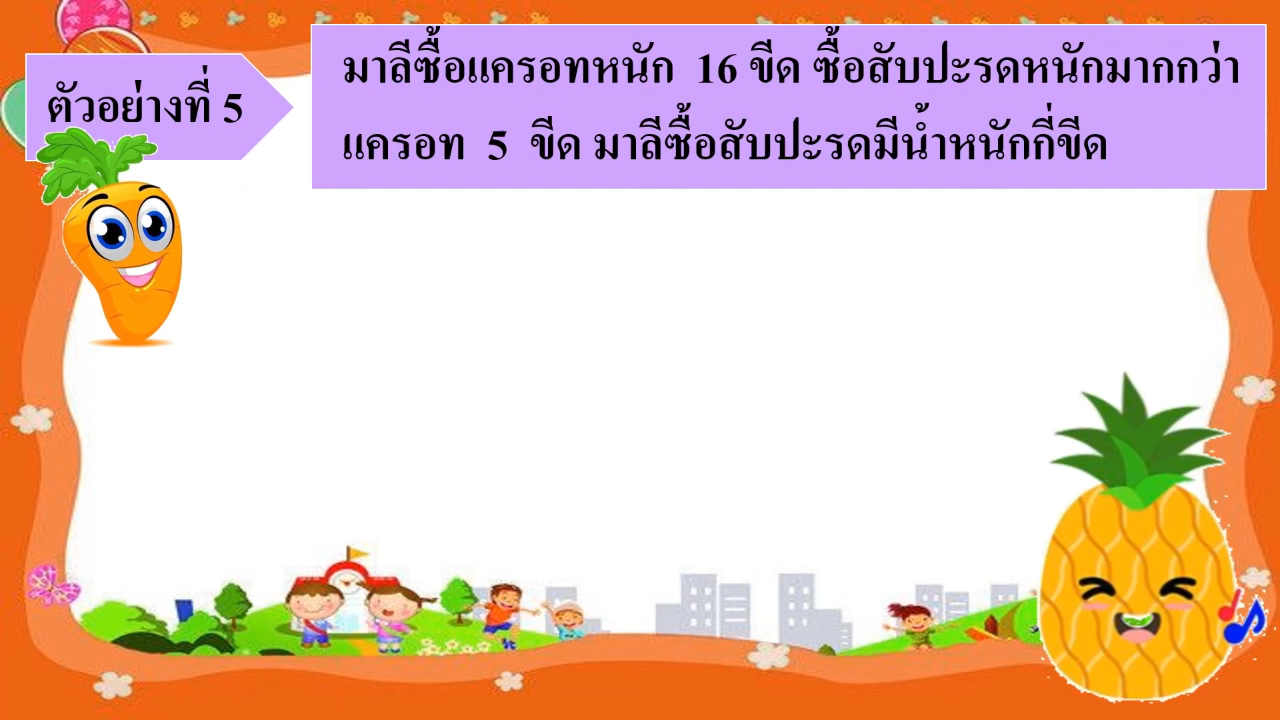 ตัวอย่างที่ 5
มาลีซื้อแครอทหนัก 16 ขีด ซื้อสับปะรดหนักมากกว่า
แครอท 5 ขีด มาลีซื้อสับปะรดมีน้ำหนักกี่ขีด